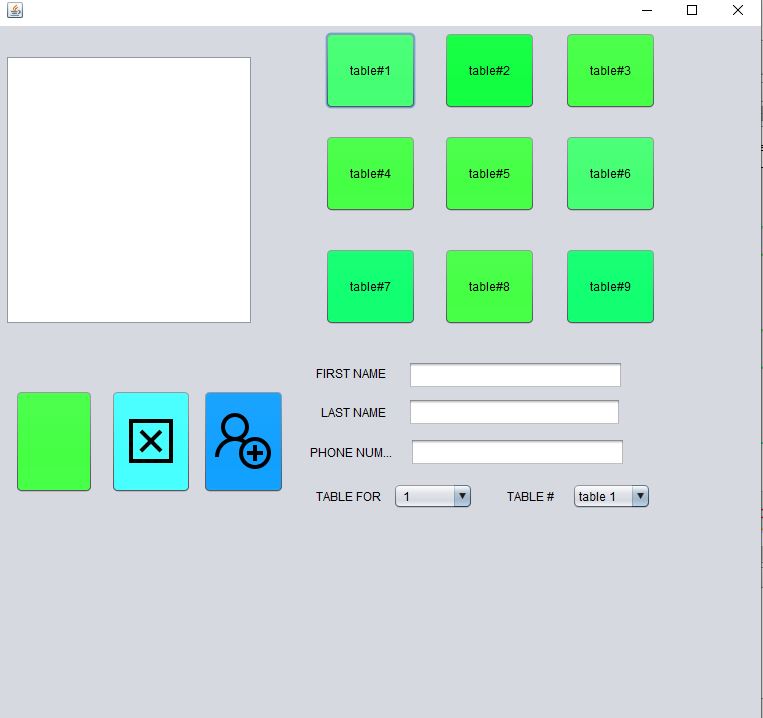 table#1 table#2 table#3
table#4 table#5 table#6
table#7 table#8 table#9
FIRST NAME
LAST NAME
PHONE NUM...
TABLE FOR 1 TABLE # table 1